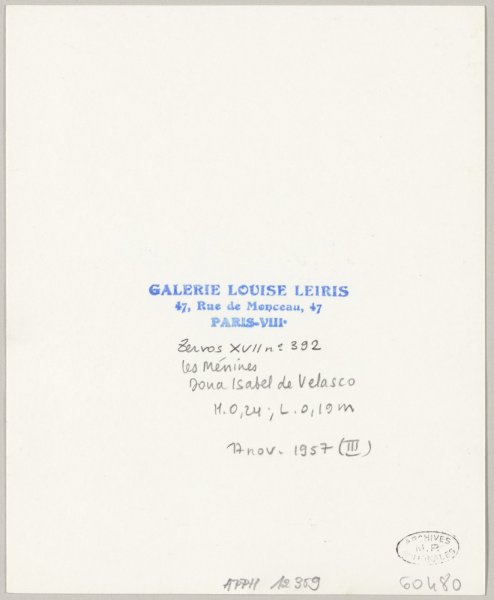 GALERIE LOUISE LEIRIS
47, Rue de Monceau, 47
PARIS-VIIIe
Zervos XVII n° 392
les Ménines
Dona Isabel de Velasco
H. 0,24 ; L. 0,19 m
17 nov. 1957 (III)
ARCHIVES
APPH 12359
60480